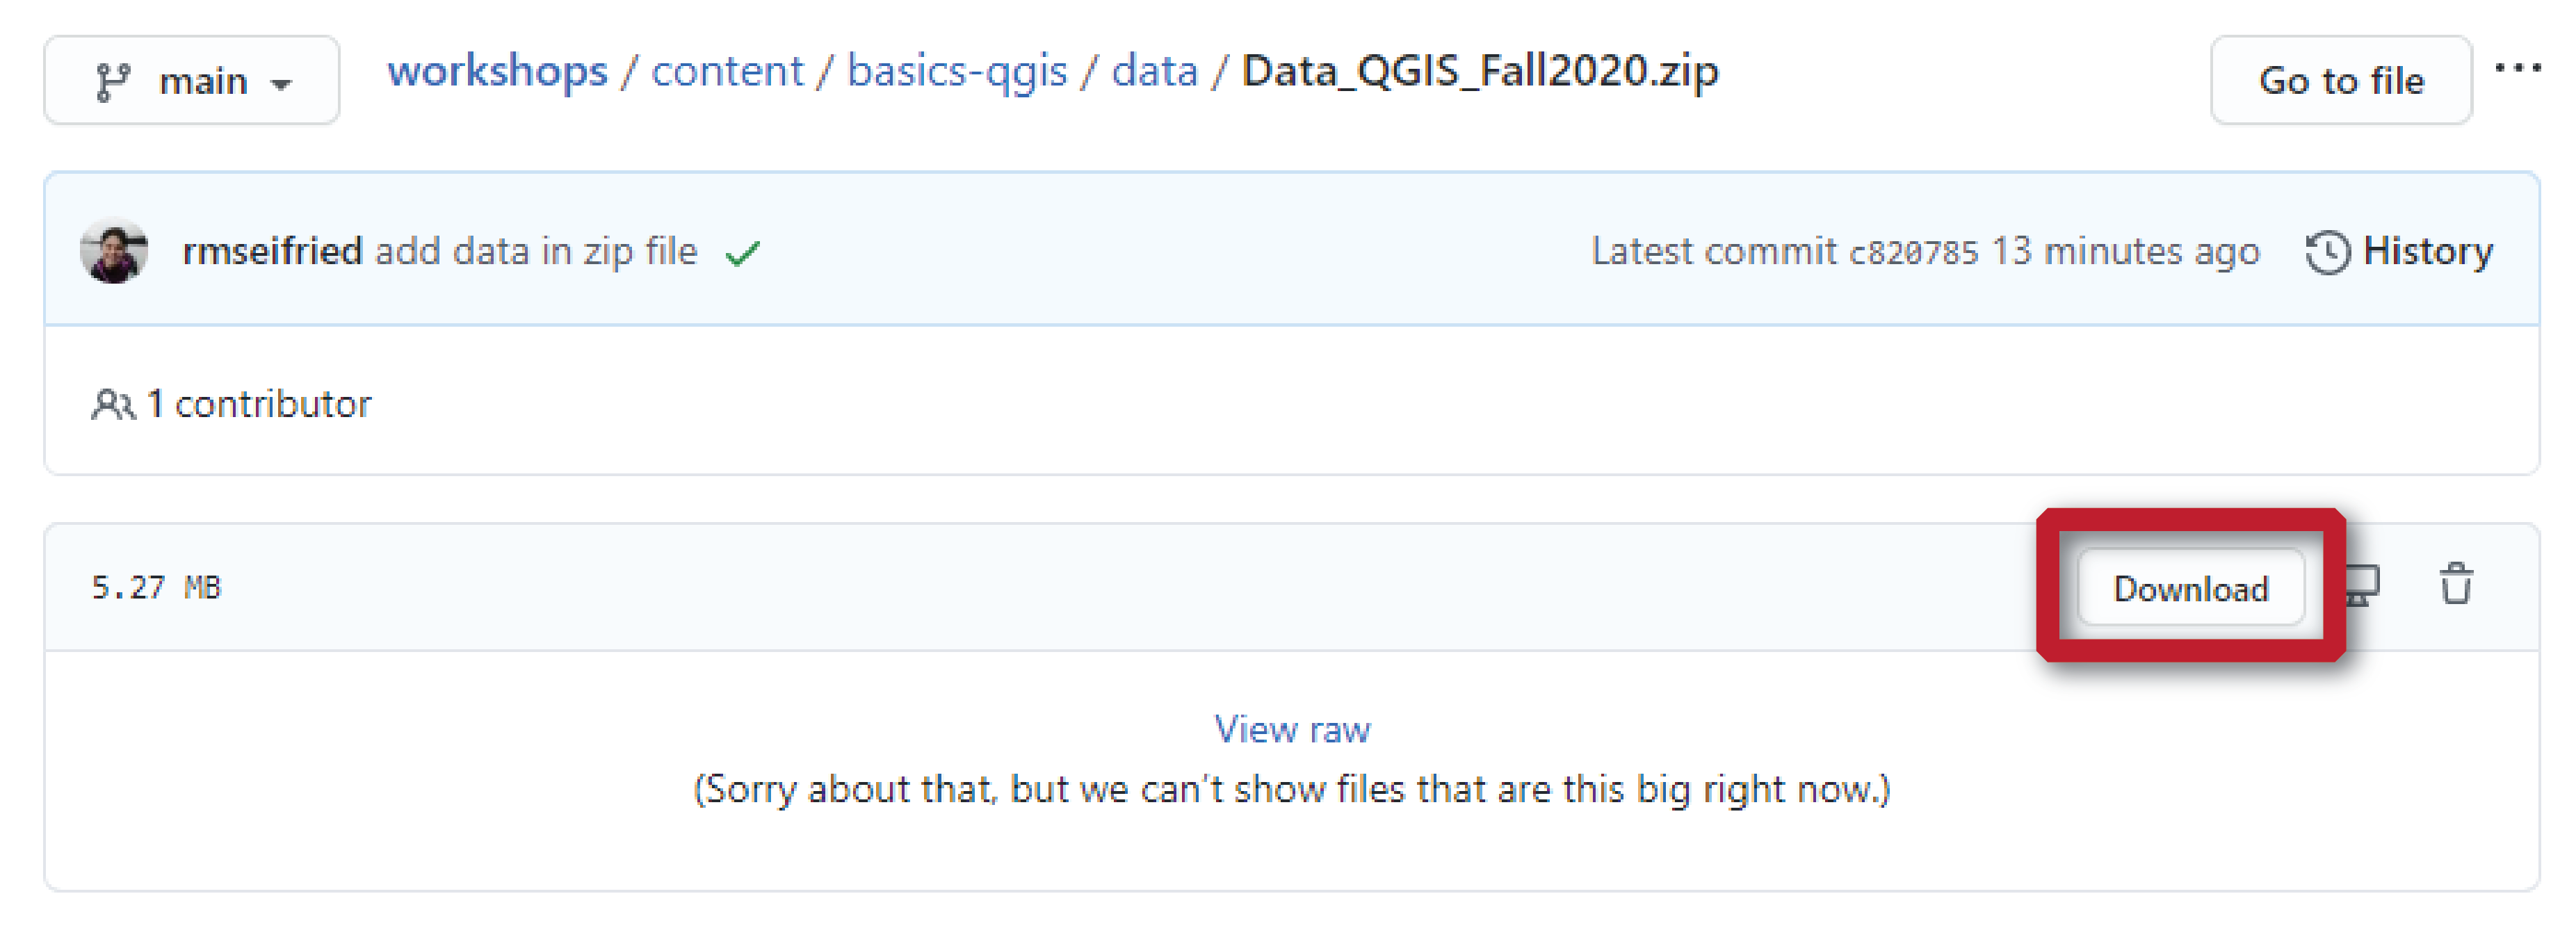 main workshops / content / basics-qgis / data / Data_QGIS_Fall2020.zip Go to file ...
rmseifried add data in zip file Latest commit c820785 13 minutes ago History
1 contributor
5.27 MB Download
View raw
(Sorry about that, but we can't show files that are this big right now.)